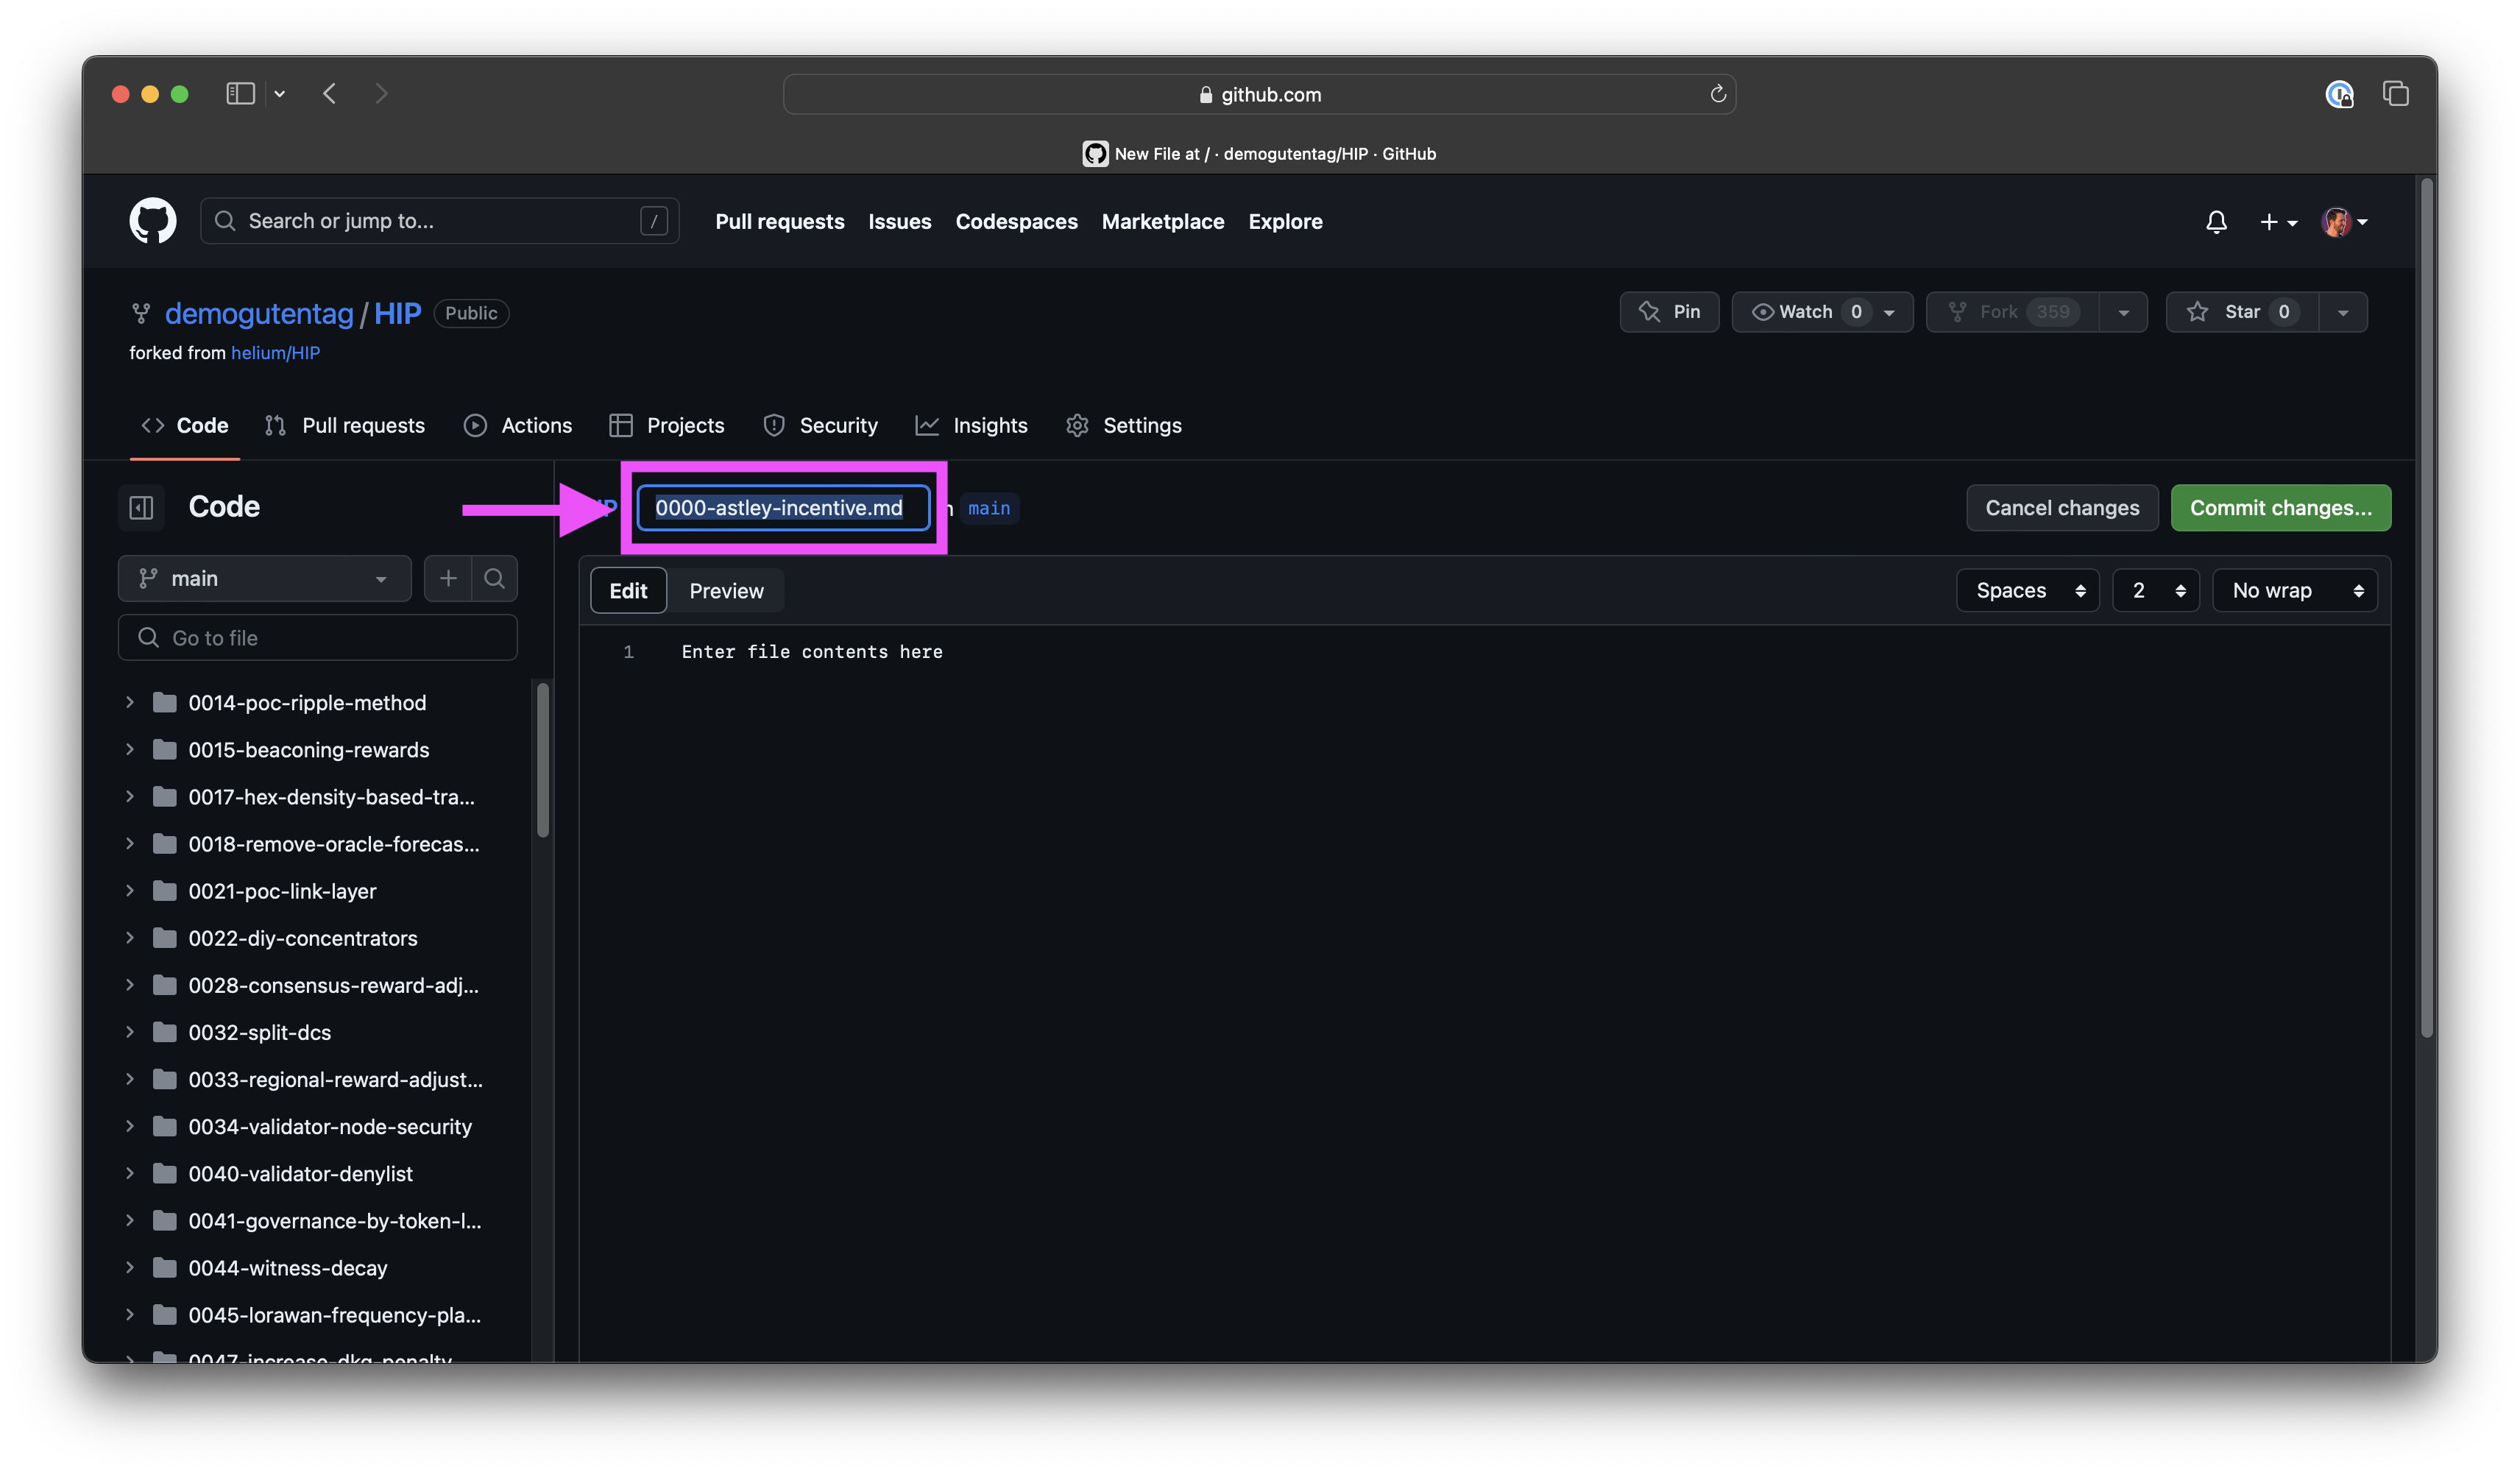 github.com
New File at / · demogutentag/HIP · GitHub
Search or jump to... /
Pull requests Issues Codespaces Marketplace Explore
demogutentag / HIP Public
Pin Watch 0 Fork 359 Star 0
forked from helium/HIP
Code Pull requests Actions Projects Security Insights Settings
Code
0000-astley-incentive.md main
Cancel changes Commit changes...
main
Edit Preview
Spaces 2 No wrap
Go to file
1 Enter file contents here
0014-poc-ripple-method
0015-beaconing-rewards
0017-hex-density-based-tra...
0018-remove-oracle-forecas...
0021-poc-link-layer
0022-diy-concentrators
0028-consensus-reward-adj...
0032-split-dcs
0033-regional-reward-adjust...
0034-validator-node-security
0040-validator-denylist
0041-governance-by-token-l...
0044-witness-decay
0045-lorawan-frequency-pla...
0047-increase-dkg-penalty